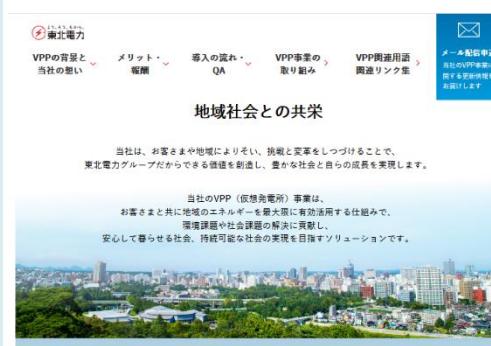 より、そう、ちから。
東北電力
VPPの背景と
当社の想い
メリット・
報酬
導入の流れ・
QA
VPP事業の
取り組み
VPP関連用語
関連リンク集
メール配信申
当社のVPP事業に
関する更新情報を
お届けします
地域社会との共栄
当社は、お客さまや地域によりそい、挑戦と変革をしつづけることで、
東北電力グループだからできる価値を創造し、豊かな社会と自らの成長を実現します。
当社のVPP（仮想発電所）事業は、
お客さまと共に地域のエネルギーを最大限に有効活用する仕組みで、
環境課題や社会課題の解決に貢献し、
安心して暮らせる社会、持続可能な社会の実現を目指すソリューションです。